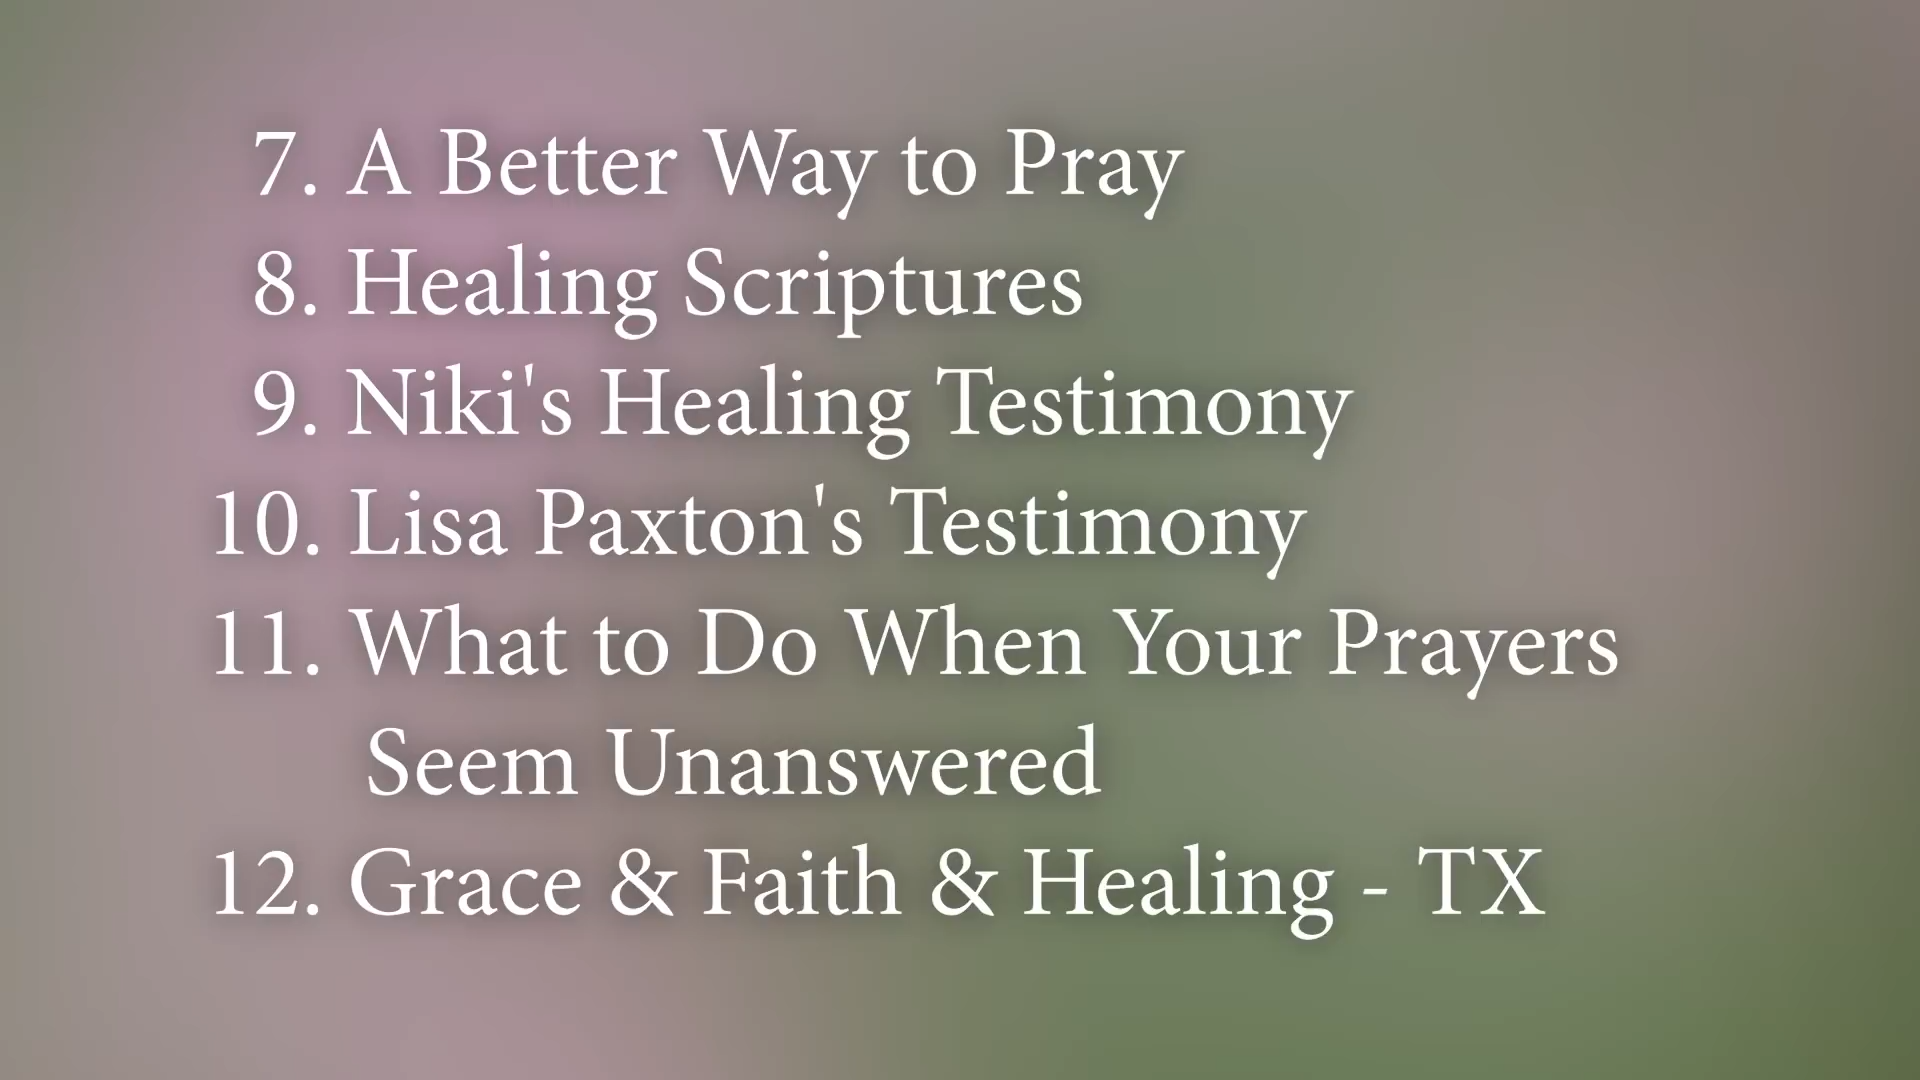 7. A Better Way to Pray
8. Healing Scriptures
9. Niki's Healing Testimony
10. Lisa Paxton's Testimony
11. What to Do When Your Prayers
Seem Unanswered
12. Grace & Faith & Healing - TX